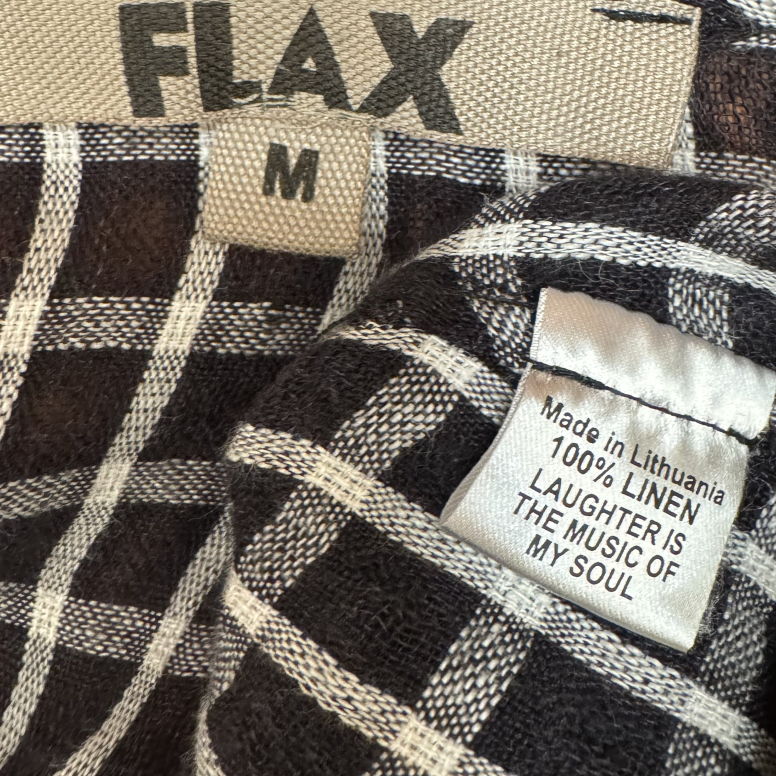 FLAX
M
Made in Lithuania
100% LINEN
LAUGHTER IS
THE MUSIC OF
MY SOUL